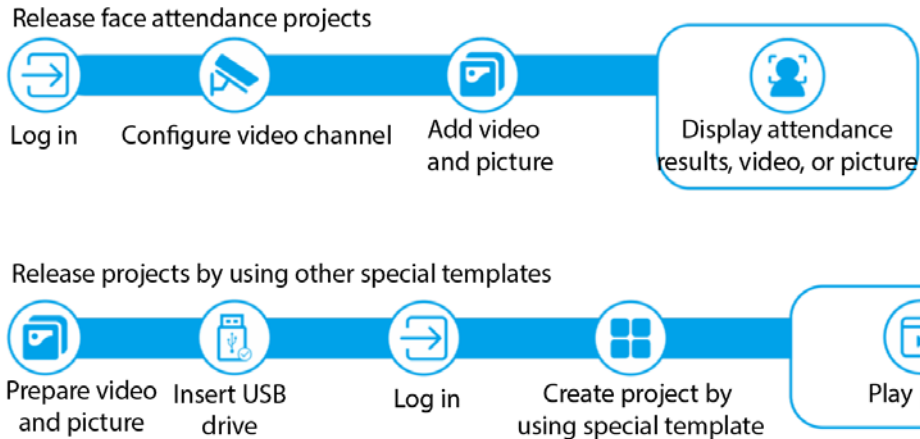 Release face attendance projects
Log in
Configure video channel
Add video
and picture
Display attendance
results, video, or picture
Release projects by using other special templates
Prepare video
and picture
Insert USB
drive
Log in
Create project by
using special template
Play